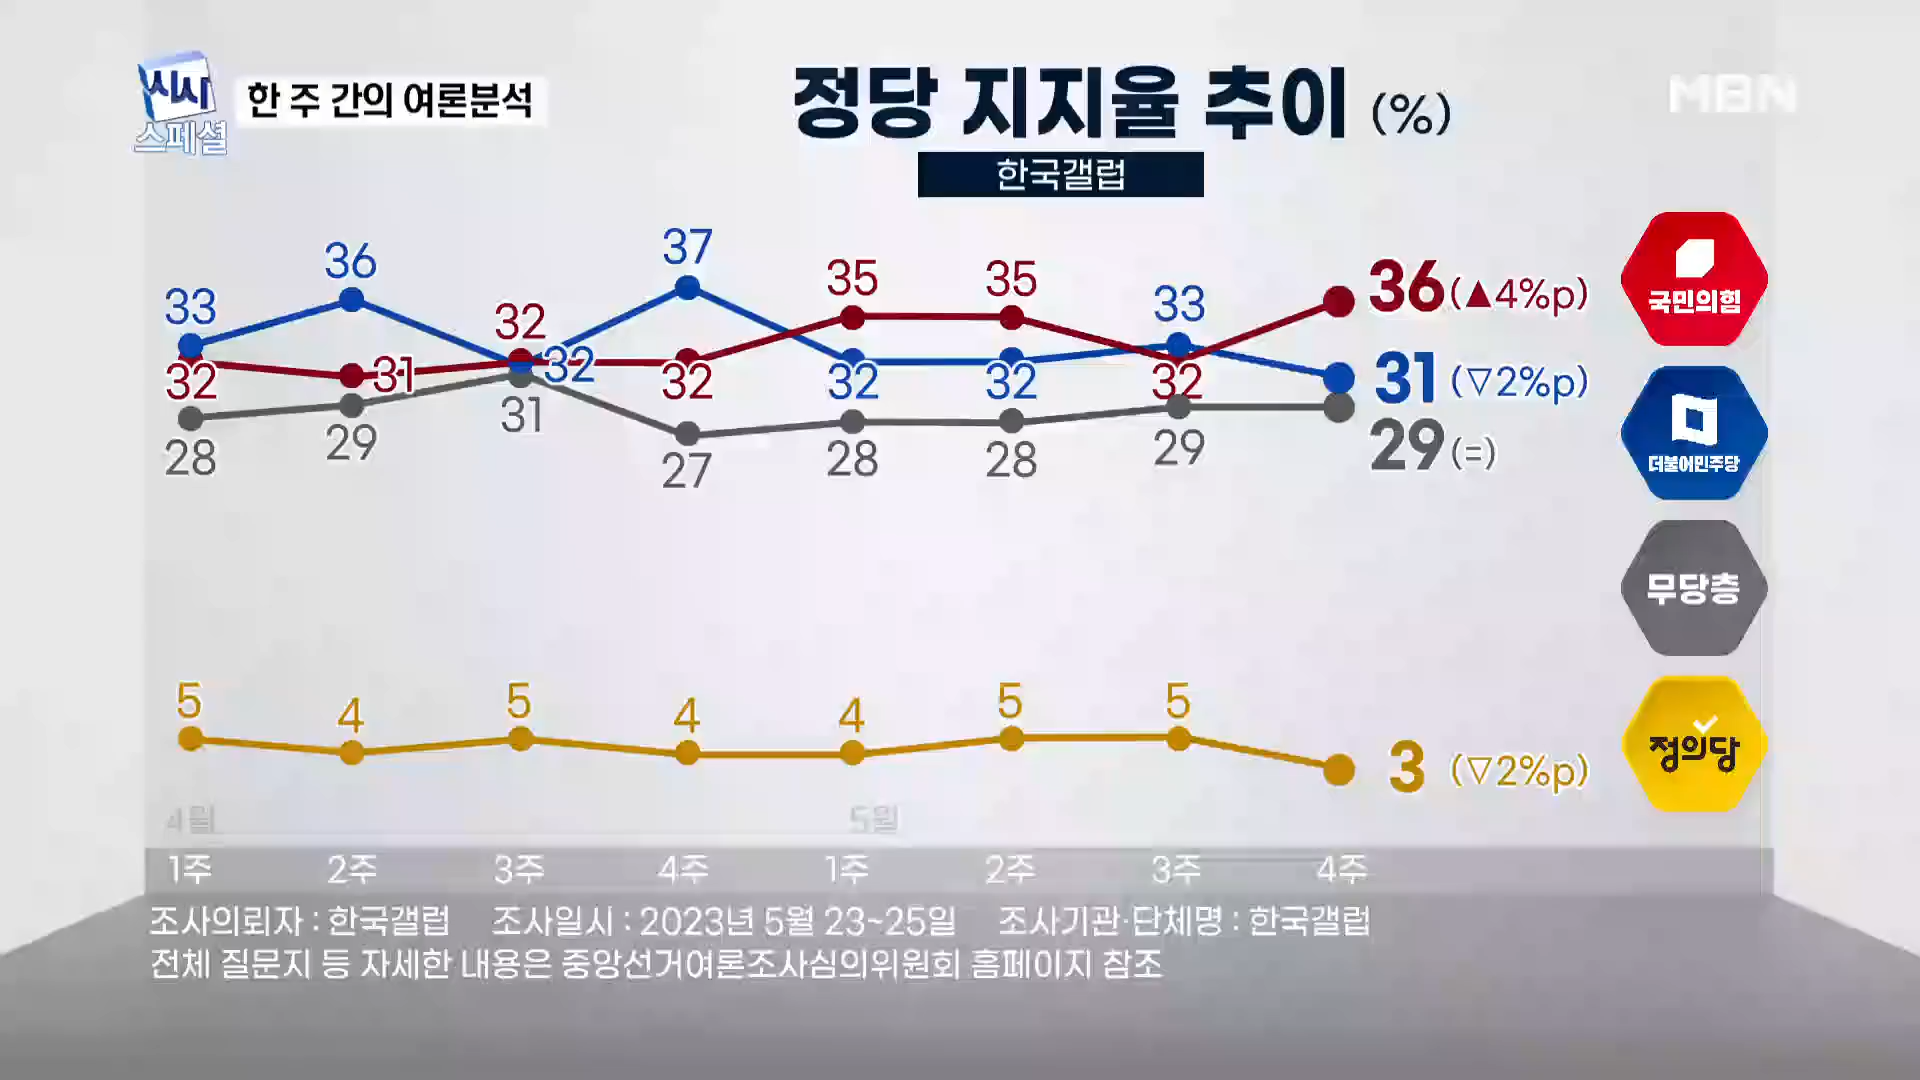 시사
스페셜
한 주 간의 여론분석
정당 지지율 추이 (%)
MBN
한국갤럽
33 36 32 37 32 32 33 31 (▽2%p)
32 31 32 32 35 35 32 36 (▲4%p)
28 29 31 27 28 28 29 29 (=)
5 4 5 4 4 5 5 3 (▽2%p)
국민의힘
더불어민주당
무당층
정의당
4월 5월
1주 2주 3주 4주 1주 2주 3주 4주
조사의뢰자 : 한국갤럽 조사일시 : 2023년 5월 23~25일 조사기관·단체명 : 한국갤럽
전체 질문지 등 자세한 내용은 중앙선거여론조사심의위원회 홈페이지 참조